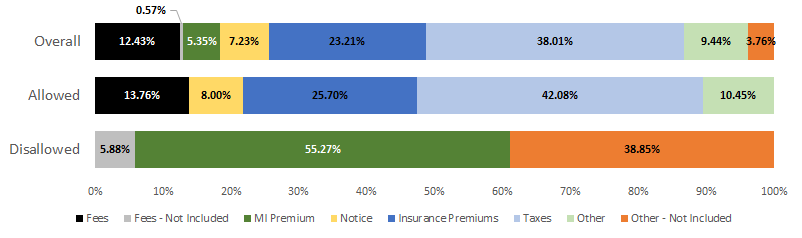 0.57%
Overall 12.43% 5.35% 7.23% 23.21% 38.01% 9.44% 3.76%
Allowed 13.76% 8.00% 25.70% 42.08% 10.45%
Disallowed 5.88% 55.27% 38.85%
0% 10% 20% 30% 40% 50% 60% 70% 80% 90% 100%
Fees Fees - Not Included MI Premium Notice Insurance Premiums Taxes Other Other - Not Included